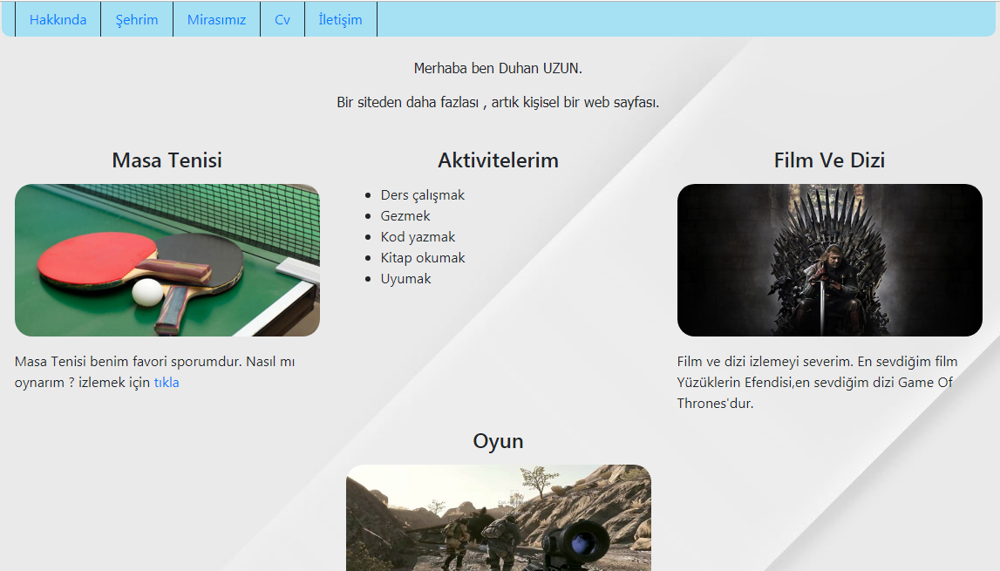 Hakkında Şehrim Mirasımız Cv İletişim
Merhaba ben Duhan UZUN.
Bir siteden daha fazlası , artık kişisel bir web sayfası.
Masa Tenisi
Masa Tenisi benim favori sporumdur. Nasıl mı
oynarım ? izlemek için tıkla
Aktivitelerim
Ders çalışmak
Gezmek
Kod yazmak
Kitap okumak
Uyumak
Film Ve Dizi
Film ve dizi izlemeyi severim. En sevdiğim film
Yüzüklerin Efendisi,en sevdiğim dizi Game Of
Thrones'dur.
Oyun